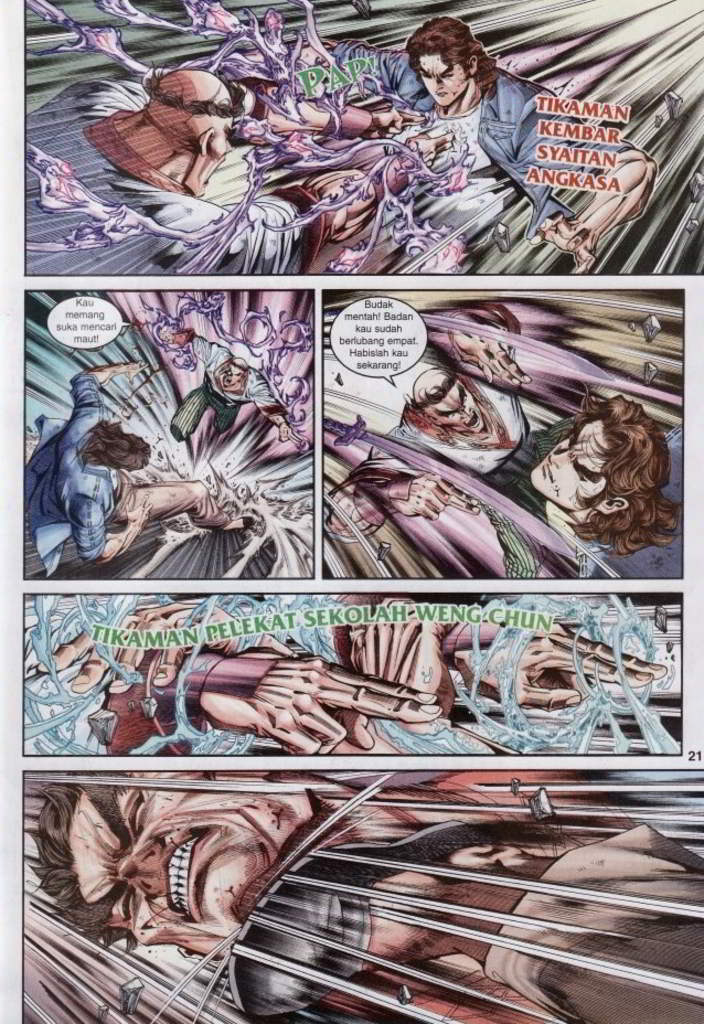 PAP!
TIKAMAN
KEMBAR
SYAITAN
ANGKASA
Kau
memang
suka mencari
maut!
Budak
mentah! Badan
kau sudah
berlubang empat.
Habislah kau
sekarang!
TIKAMAN PELEKAT SEKOLAH WENG CHUN
21